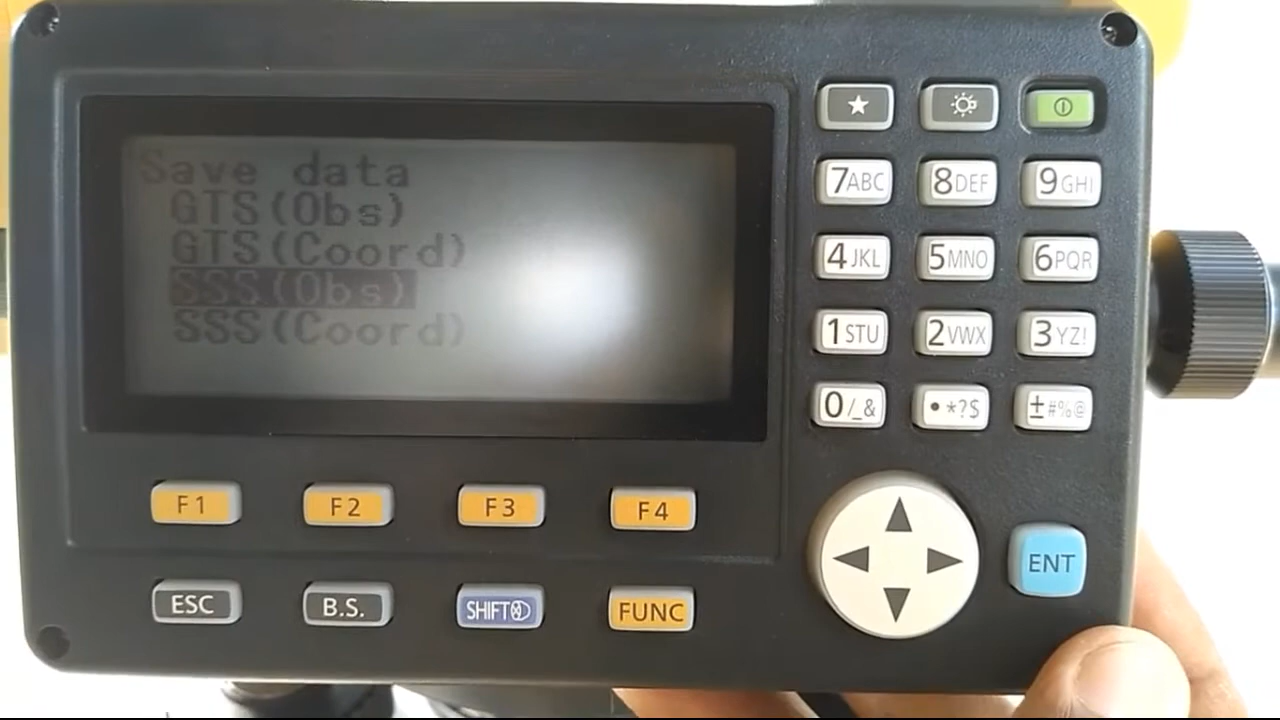 Save data
GTS(Obs)
GTS(Coord)
SSS(Obs)
SSS(Coord)
7ABC 8DEF 9GHI
4JKL 5MNO 6PQR
1STU 2VWX 3YZ!
0/_& •*?$ ±#%@
F1 F2 F3 F4
ESC B.S. SHIFT FUNC
ENT